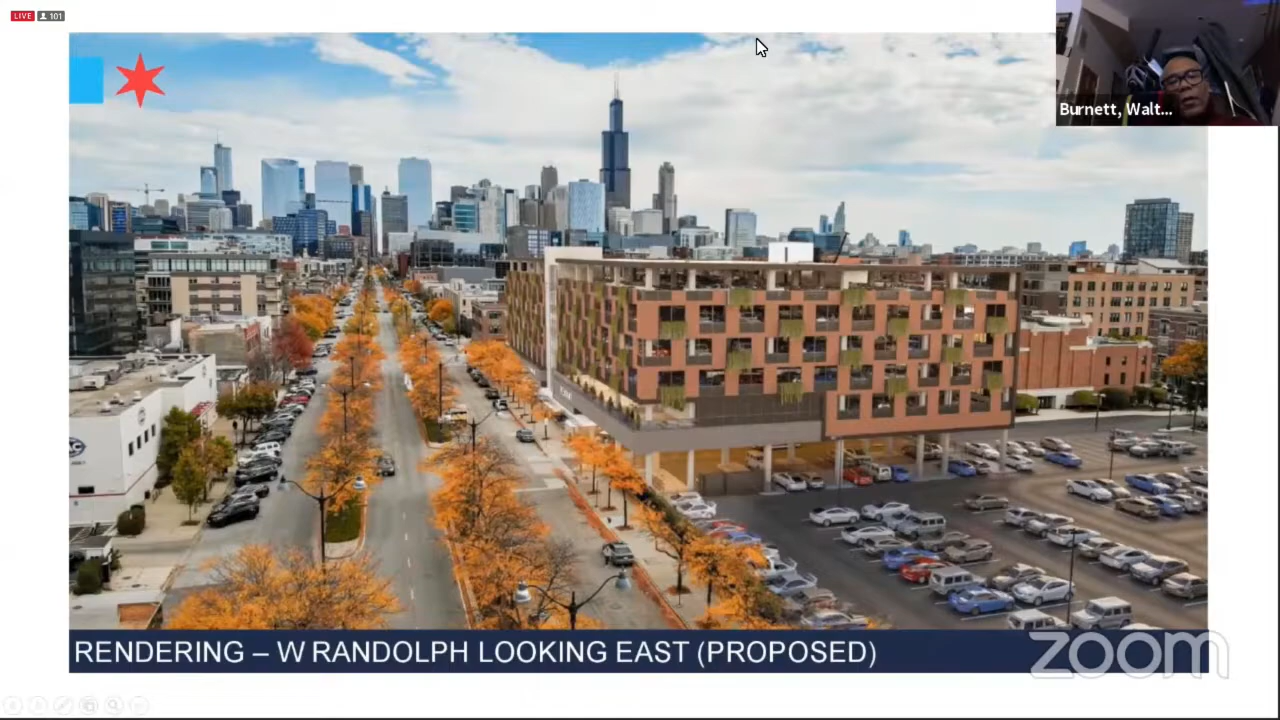 LIVE 101
Burnett, Walt...
RENDERING – W RANDOLPH LOOKING EAST (PROPOSED)
zoom